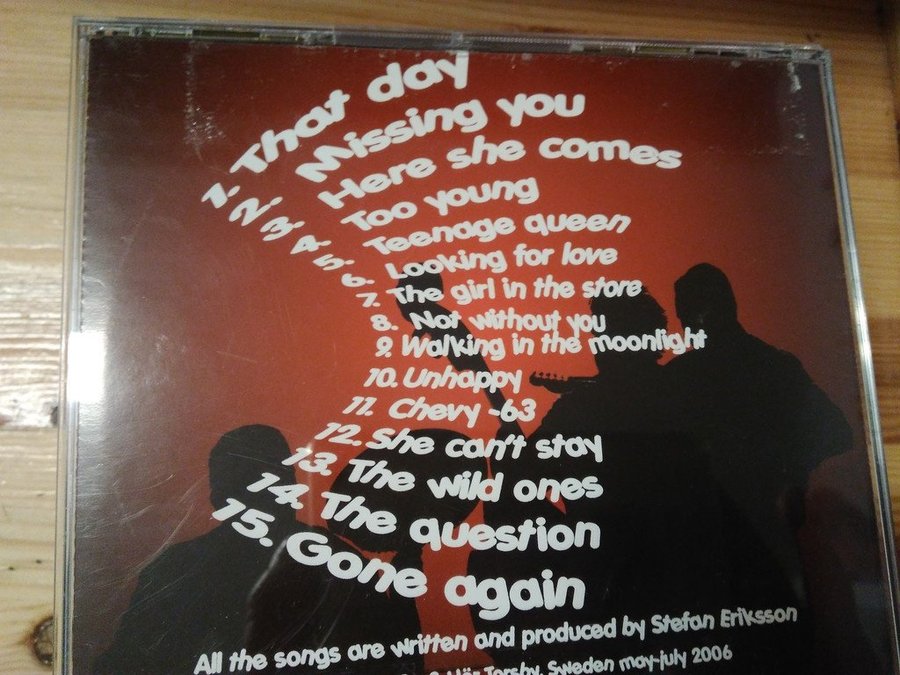 1. That day
2. Missing you
3. Here she comes
4. Too young
5. Teenage queen
6. Looking for love
7. The girl in the store
8. Not without you
9. Walking in the moonlight
10. Unhappy
11. Chevy -63
12. She can't stay
13. The wild ones
14. The question
15. Gone again
All the songs are written and produced by Stefan Eriksson
Torsby, Sweden may-july 2006